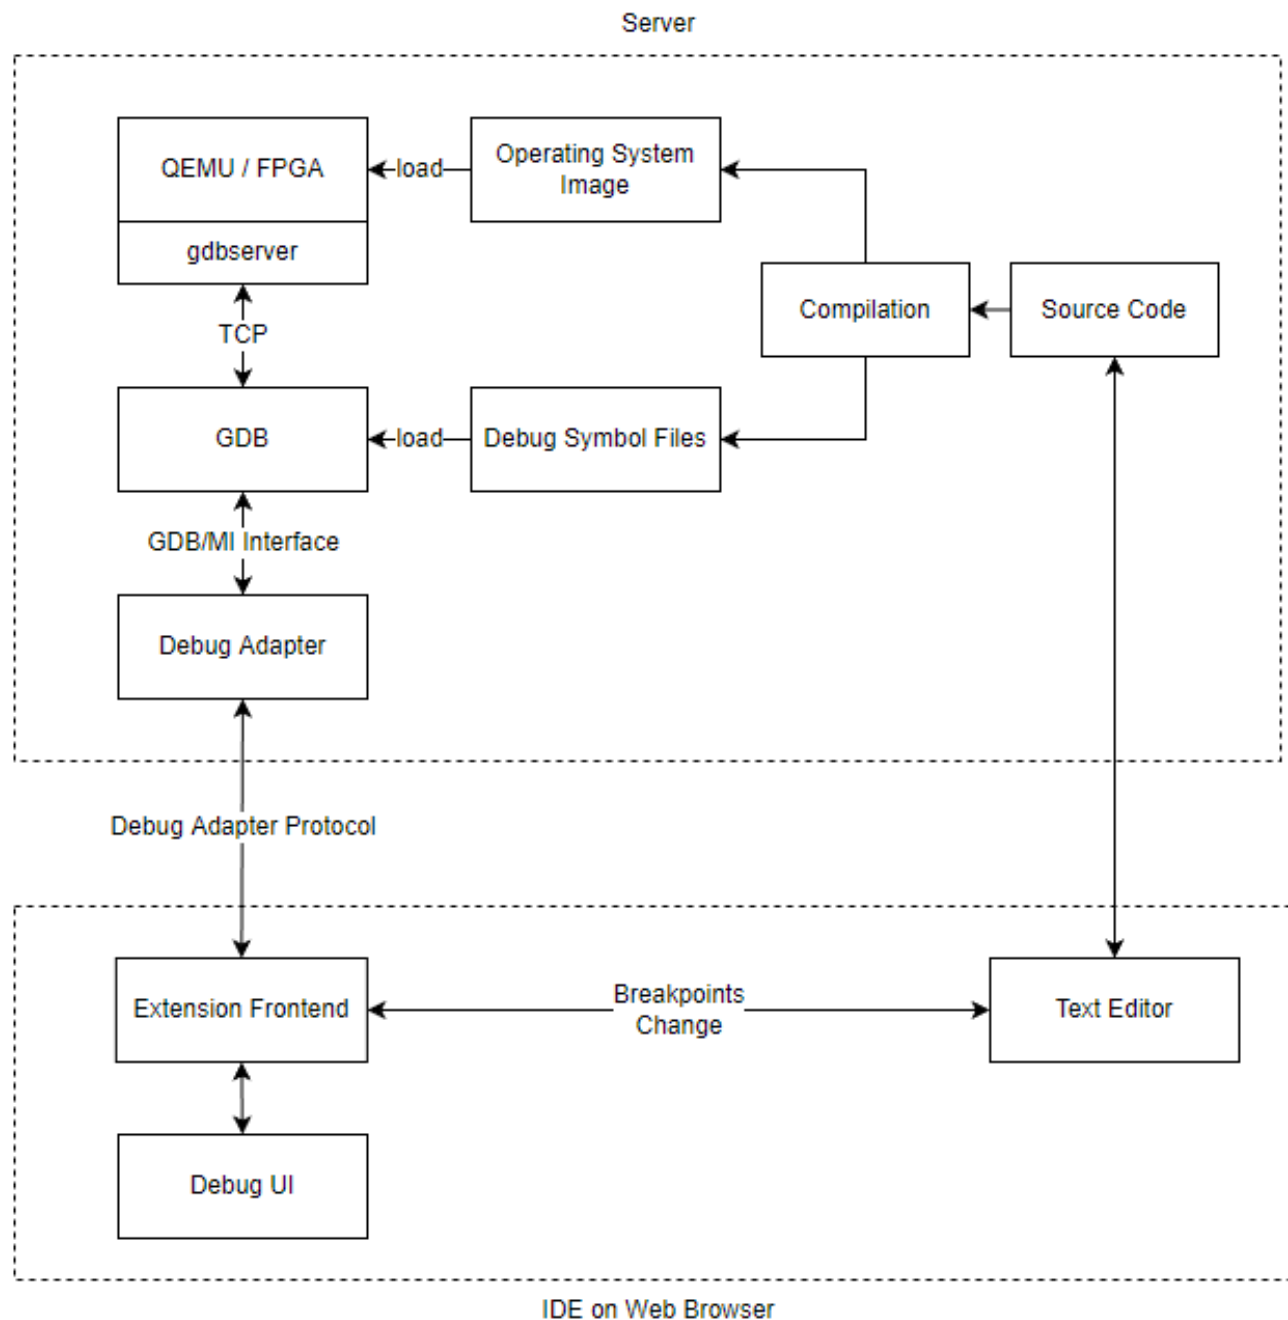 Server
QEMU / FPGA
load
Operating System
Image
gdbserver
Compilation
Source Code
TCP
GDB
load
Debug Symbol Files
GDB/MI Interface
Debug Adapter
Debug Adapter Protocol
Extension Frontend
Breakpoints
Change
Text Editor
Debug UI
IDE on Web Browser